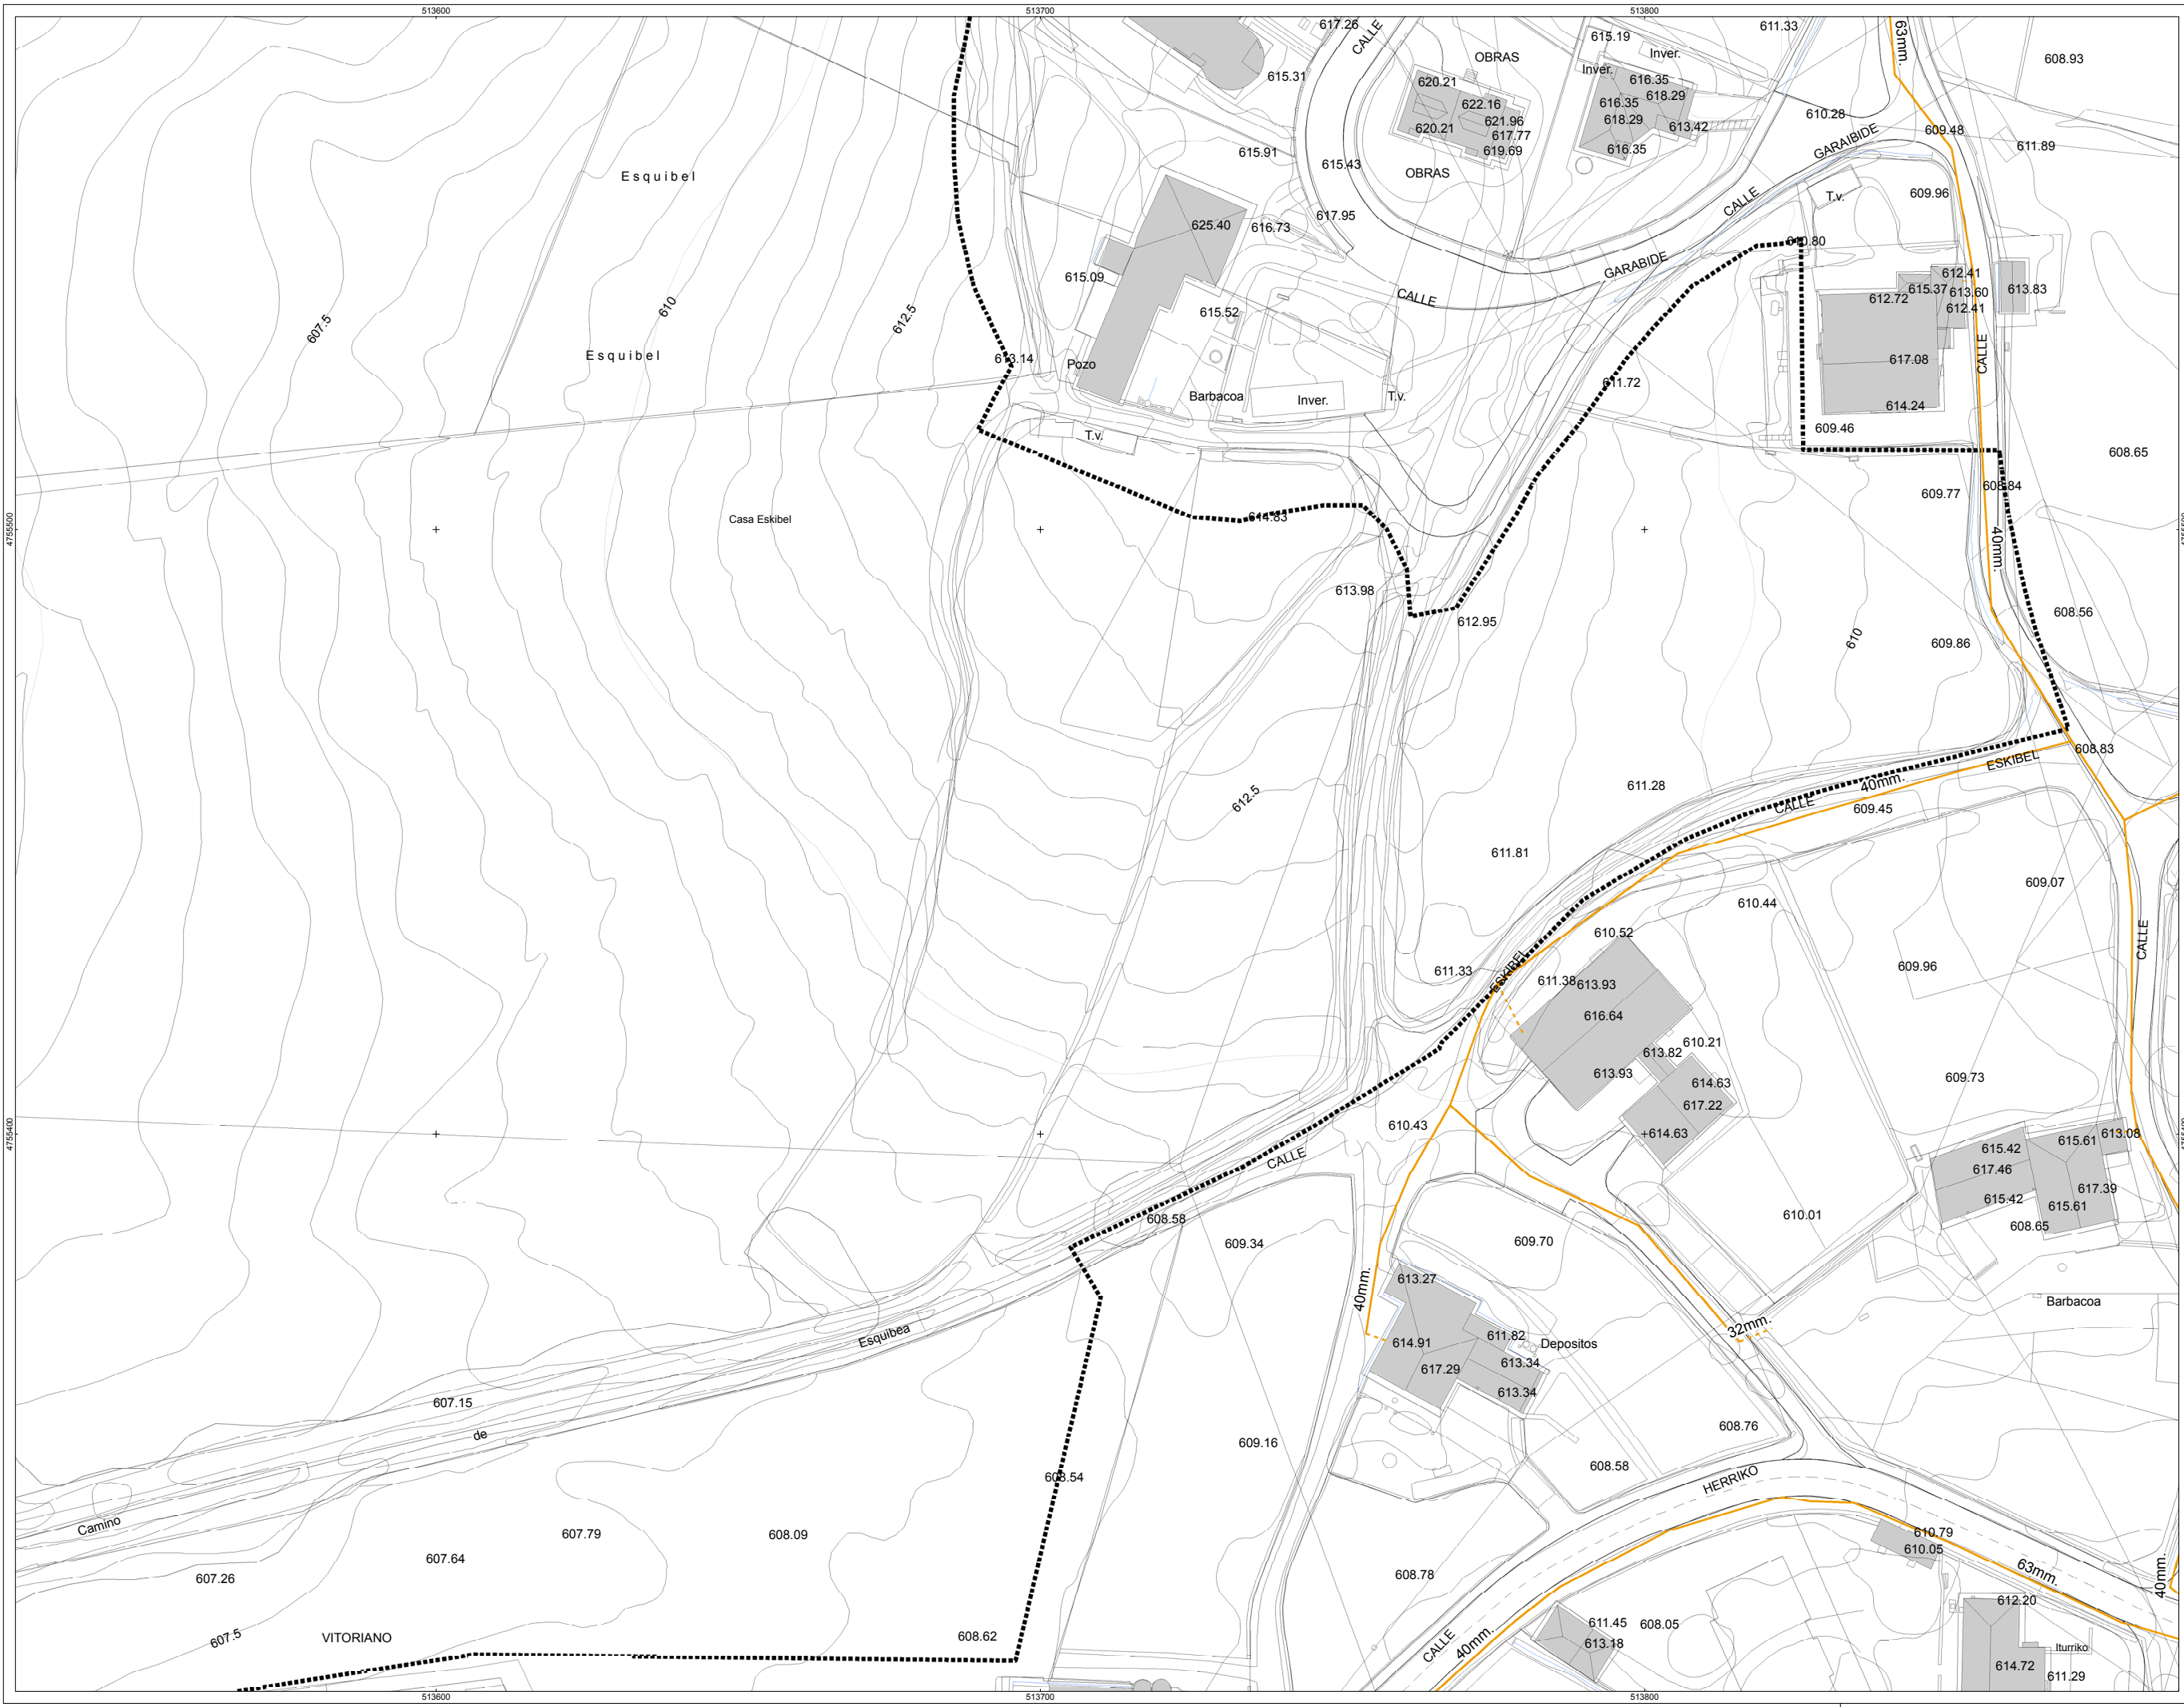 513600
513700
513800
617.26
CALLE
615.31
OBRAS
615.19
Inver.
Inver.
611.33
63mm.
608.93
620.21
622.16
621.96
617.77
620.21
619.69
616.35
618.29
616.35
618.29
613.42
616.35
610.28
GARAIBIDE
609.48
611.89
615.91
615.43
OBRAS
Esquibel
625.40
616.73
617.95
CALLE
T.v.
609.96
610.80
607.5
610
612.5
615.09
615.52
CALLE
GARABIDE
612.41
615.37
613.60
612.72
612.41
613.83
CALLE
Esquibel
613.14
Pozo
Barbacoa
Inver.
T.v.
611.72
617.08
614.24
T.v.
609.46
608.65
609.77
608.84
4755500
Casa Eskibel
614.83
40mm.
4755500
613.98
612.95
608.56
610
609.86
608.83
ESKIBEL
612.5
611.28
40mm.
CALLE
609.45
611.81
609.07
610.44
610.52
CALLE
611.33
ESKIBEL
611.38
613.93
609.96
616.64
613.82
610.21
613.93
614.63
617.22
609.73
610.43
+614.63
4755400
CALLE
615.42
615.61
613.08
4755400
617.46
617.39
615.42
615.61
608.65
608.58
609.34
610.01
609.70
613.27
40mm.
Barbacoa
32mm.
Esquibea
614.91
611.82
Depositos
617.29
613.34
613.34
607.15
de
608.76
609.16
608.54
608.58
HERRIKO
Camino
607.79
608.09
610.79
610.05
607.64
607.26
608.78
63mm.
40mm.
612.20
611.45
608.05
607.5
VITORIANO
608.62
CALLE
40mm.
613.18
Iturriko
614.72
611.29
513600
513700
513800